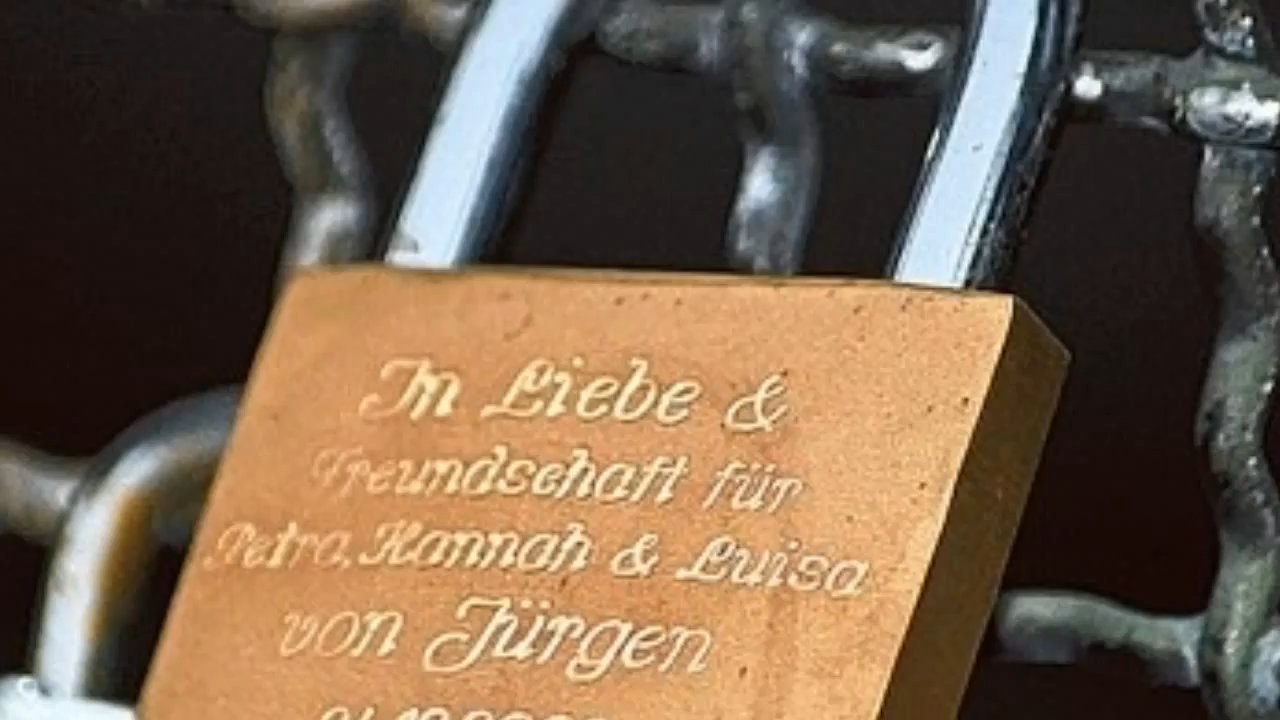 In Liebe &
Freundschaft für
Petra, Hannah & Luisa
von Jürgen